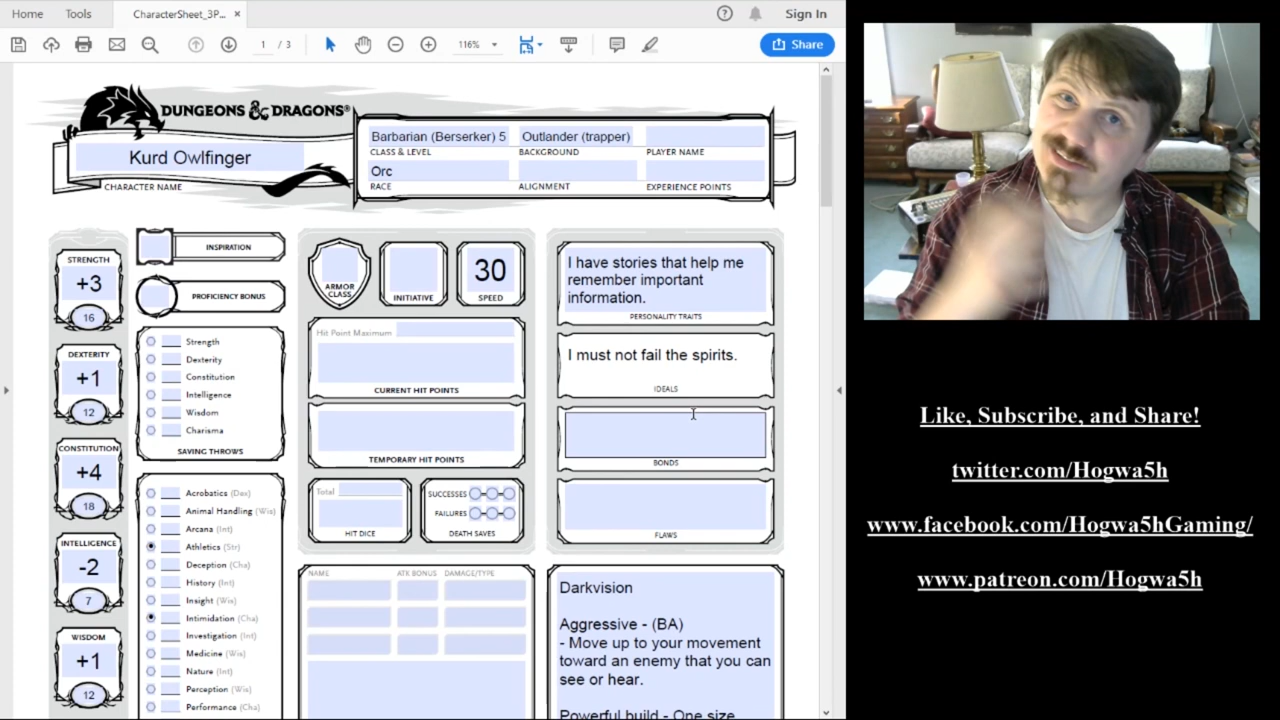 Home
Tools
CharacterSheet_3P... ×
Sign In
1 / 3
116%
Share
DUNGEONS & DRAGONS®
Kurd Owlfinger
CHARACTER NAME
Barbarian (Berserker) 5
CLASS & LEVEL
Outlander (trapper)
BACKGROUND
PLAYER NAME
Orc
RACE
ALIGNMENT
EXPERIENCE POINTS
STRENGTH
+3
16
DEXTERITY
+1
12
CONSTITUTION
+4
18
INTELLIGENCE
-2
7
WISDOM
+1
12
INSPIRATION
PROFICIENCY BONUS
Strength
Dexterity
Constitution
Intelligence
Wisdom
Charisma
SAVING THROWS
Acrobatics (Dex)
Animal Handling (Wis)
Arcana (Int)
Athletics (Str)
Deception (Cha)
History (Int)
Insight (Wis)
Intimidation (Cha)
Investigation (Int)
Medicine (Wis)
Nature (Int)
Perception (Wis)
Performance (Cha)
ARMOR
CLASS
INITIATIVE
30
SPEED
Hit Point Maximum
CURRENT HIT POINTS
TEMPORARY HIT POINTS
Total
HIT DICE
SUCCESSES
FAILURES
DEATH SAVES
NAME ATK BONUS DAMAGE/TYPE
I have stories that help me
remember important
information.
PERSONALITY TRAITS
I must not fail the spirits.
IDEALS
BONDS
FLAWS
Darkvision
Aggressive - (BA)
- Move up to your movement
toward an enemy that you can
see or hear.
Powerful build - One size
Like, Subscribe, and Share!
twitter.com/Hogwa5h
www.facebook.com/Hogwa5hGaming/
www.patreon.com/Hogwa5h